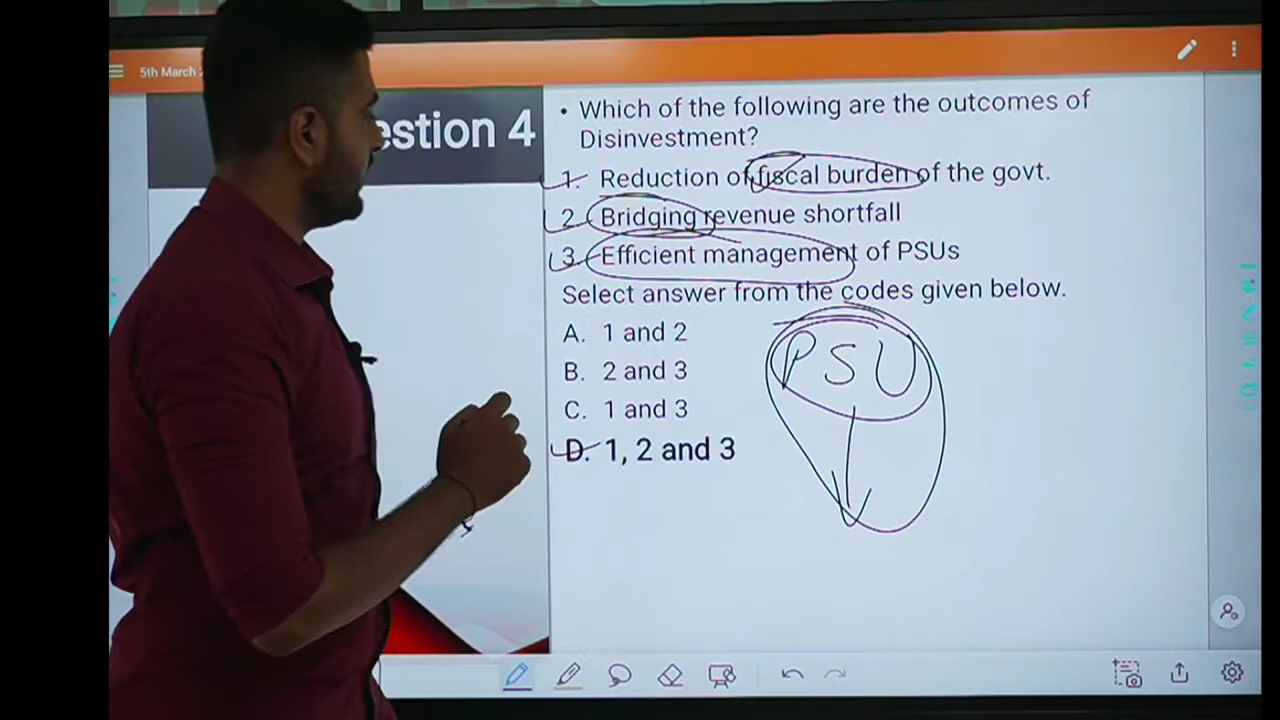 5th March
estion 4
• Which of the following are the outcomes of
Disinvestment?
1. Reduction of fiscal burden of the govt.
2. Bridging revenue shortfall
3. Efficient management of PSUs
Select answer from the codes given below.
A. 1 and 2
B. 2 and 3
C. 1 and 3
D. 1, 2 and 3
PSU